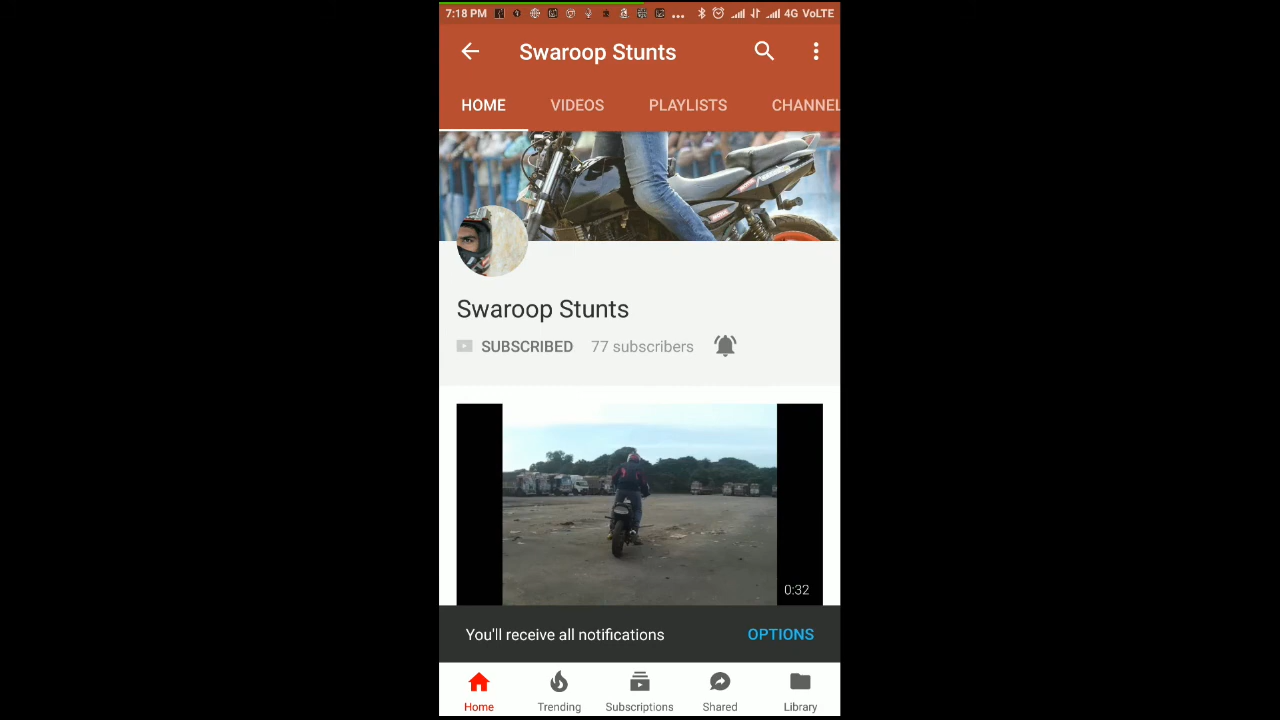 7:18 PM 4G VoLTE
Swaroop Stunts
HOME VIDEOS PLAYLISTS CHANNEL
Swaroop Stunts
SUBSCRIBED 77 subscribers
0:32
You'll receive all notifications OPTIONS
Home Trending Subscriptions Shared Library